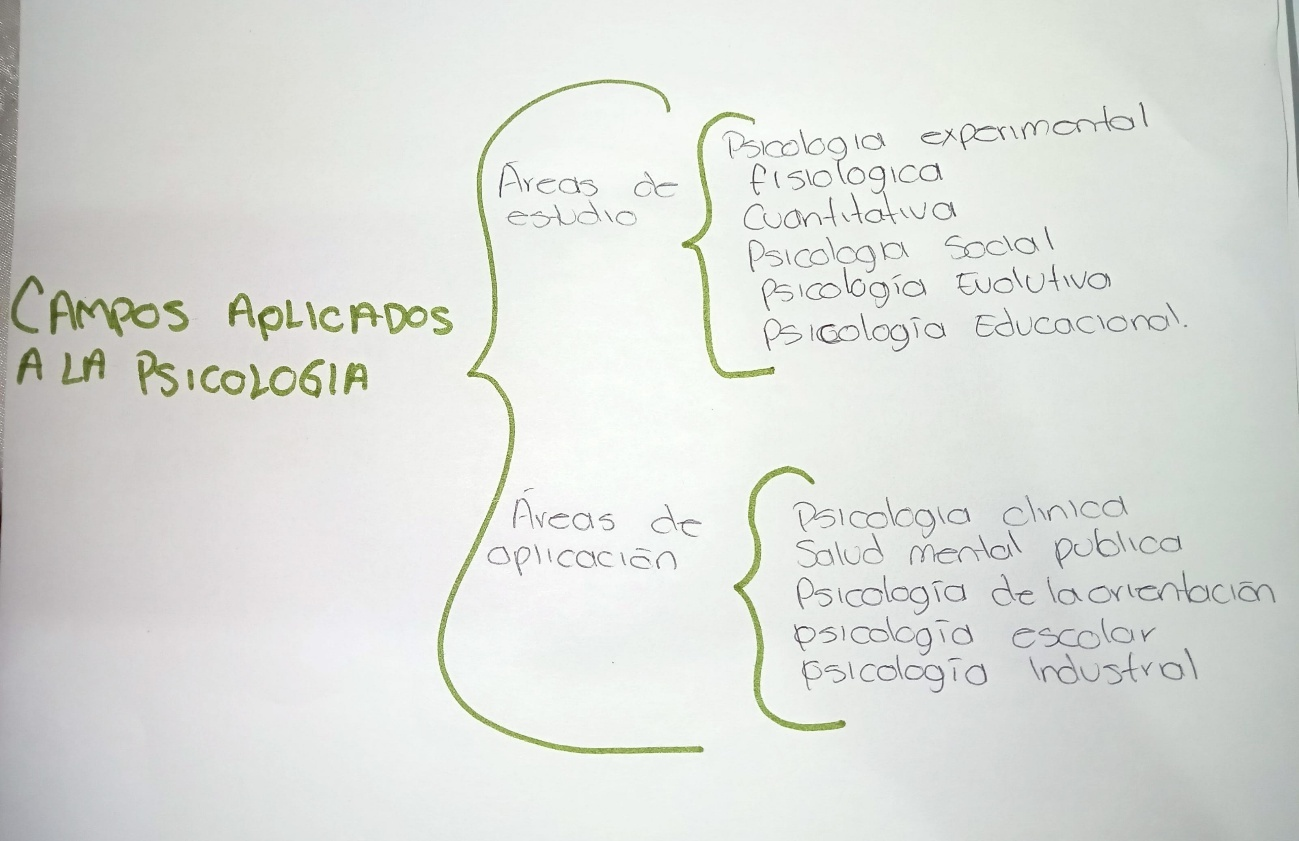 CAMPOS APLICADOS
A LA PSICOLOGIA
Áreas de
estudio
Psicologia experimental
fisiologica
Cuantitativa
Psicologia Social
Psicología Evolutiva
Psicología Educacional.
Áreas de
aplicación
Psicologia clinica
Salud mental publica
Psicología de la orientación
psicología escolar
psicología Industrial